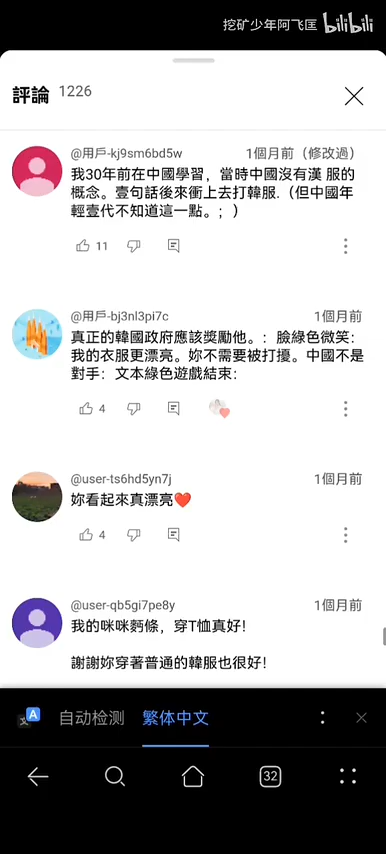 挖矿少年阿飞匡 bilibili
評論 1226
@用戶-kj9sm6bd5w 1個月前（修改過）
我30年前在中國學習，當時中國沒有漢 服的
概念。壹句話後來衝上去打韓服.（但中國年
輕壹代不知道這一點。；）
11
@用戶-bj3nl3pi7c 1個月前
真正的韓國政府應該獎勵他。：臉綠色微笑：
我的衣服更漂亮。妳不需要被打擾。中國不是
對手：文本綠色遊戲結束：
4
@user-ts6hd5yn7j 1個月前
妳看起來真漂亮❤️
4
@user-qb5gi7pe8y 1個月前
我的咪咪麪條，穿T恤真好！
謝謝妳穿著普通的韓服也很好！
文 A 自动检测 繁体中文
32